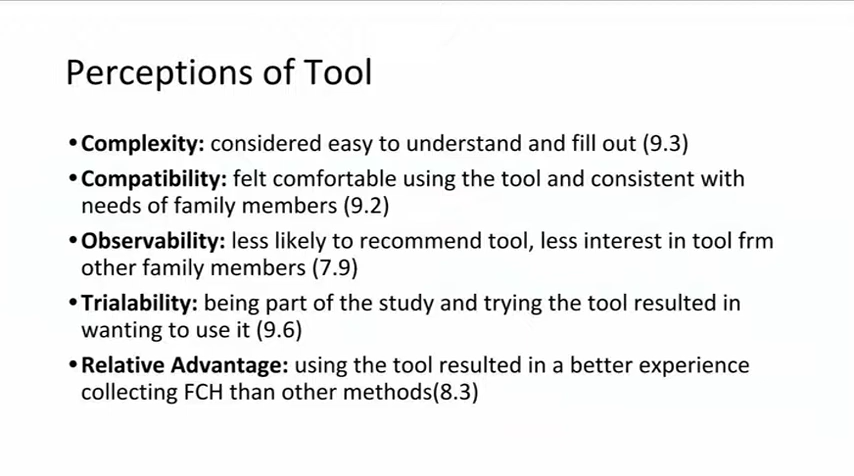 Perceptions of Tool
•Complexity: considered easy to understand and fill out (9.3)
•Compatibility: felt comfortable using the tool and consistent with
needs of family members (9.2)
•Observability: less likely to recommend tool, less interest in tool frm
other family members (7.9)
•Trialability: being part of the study and trying the tool resulted in
wanting to use it (9.6)
•Relative Advantage: using the tool resulted in a better experience
collecting FCH than other methods(8.3)